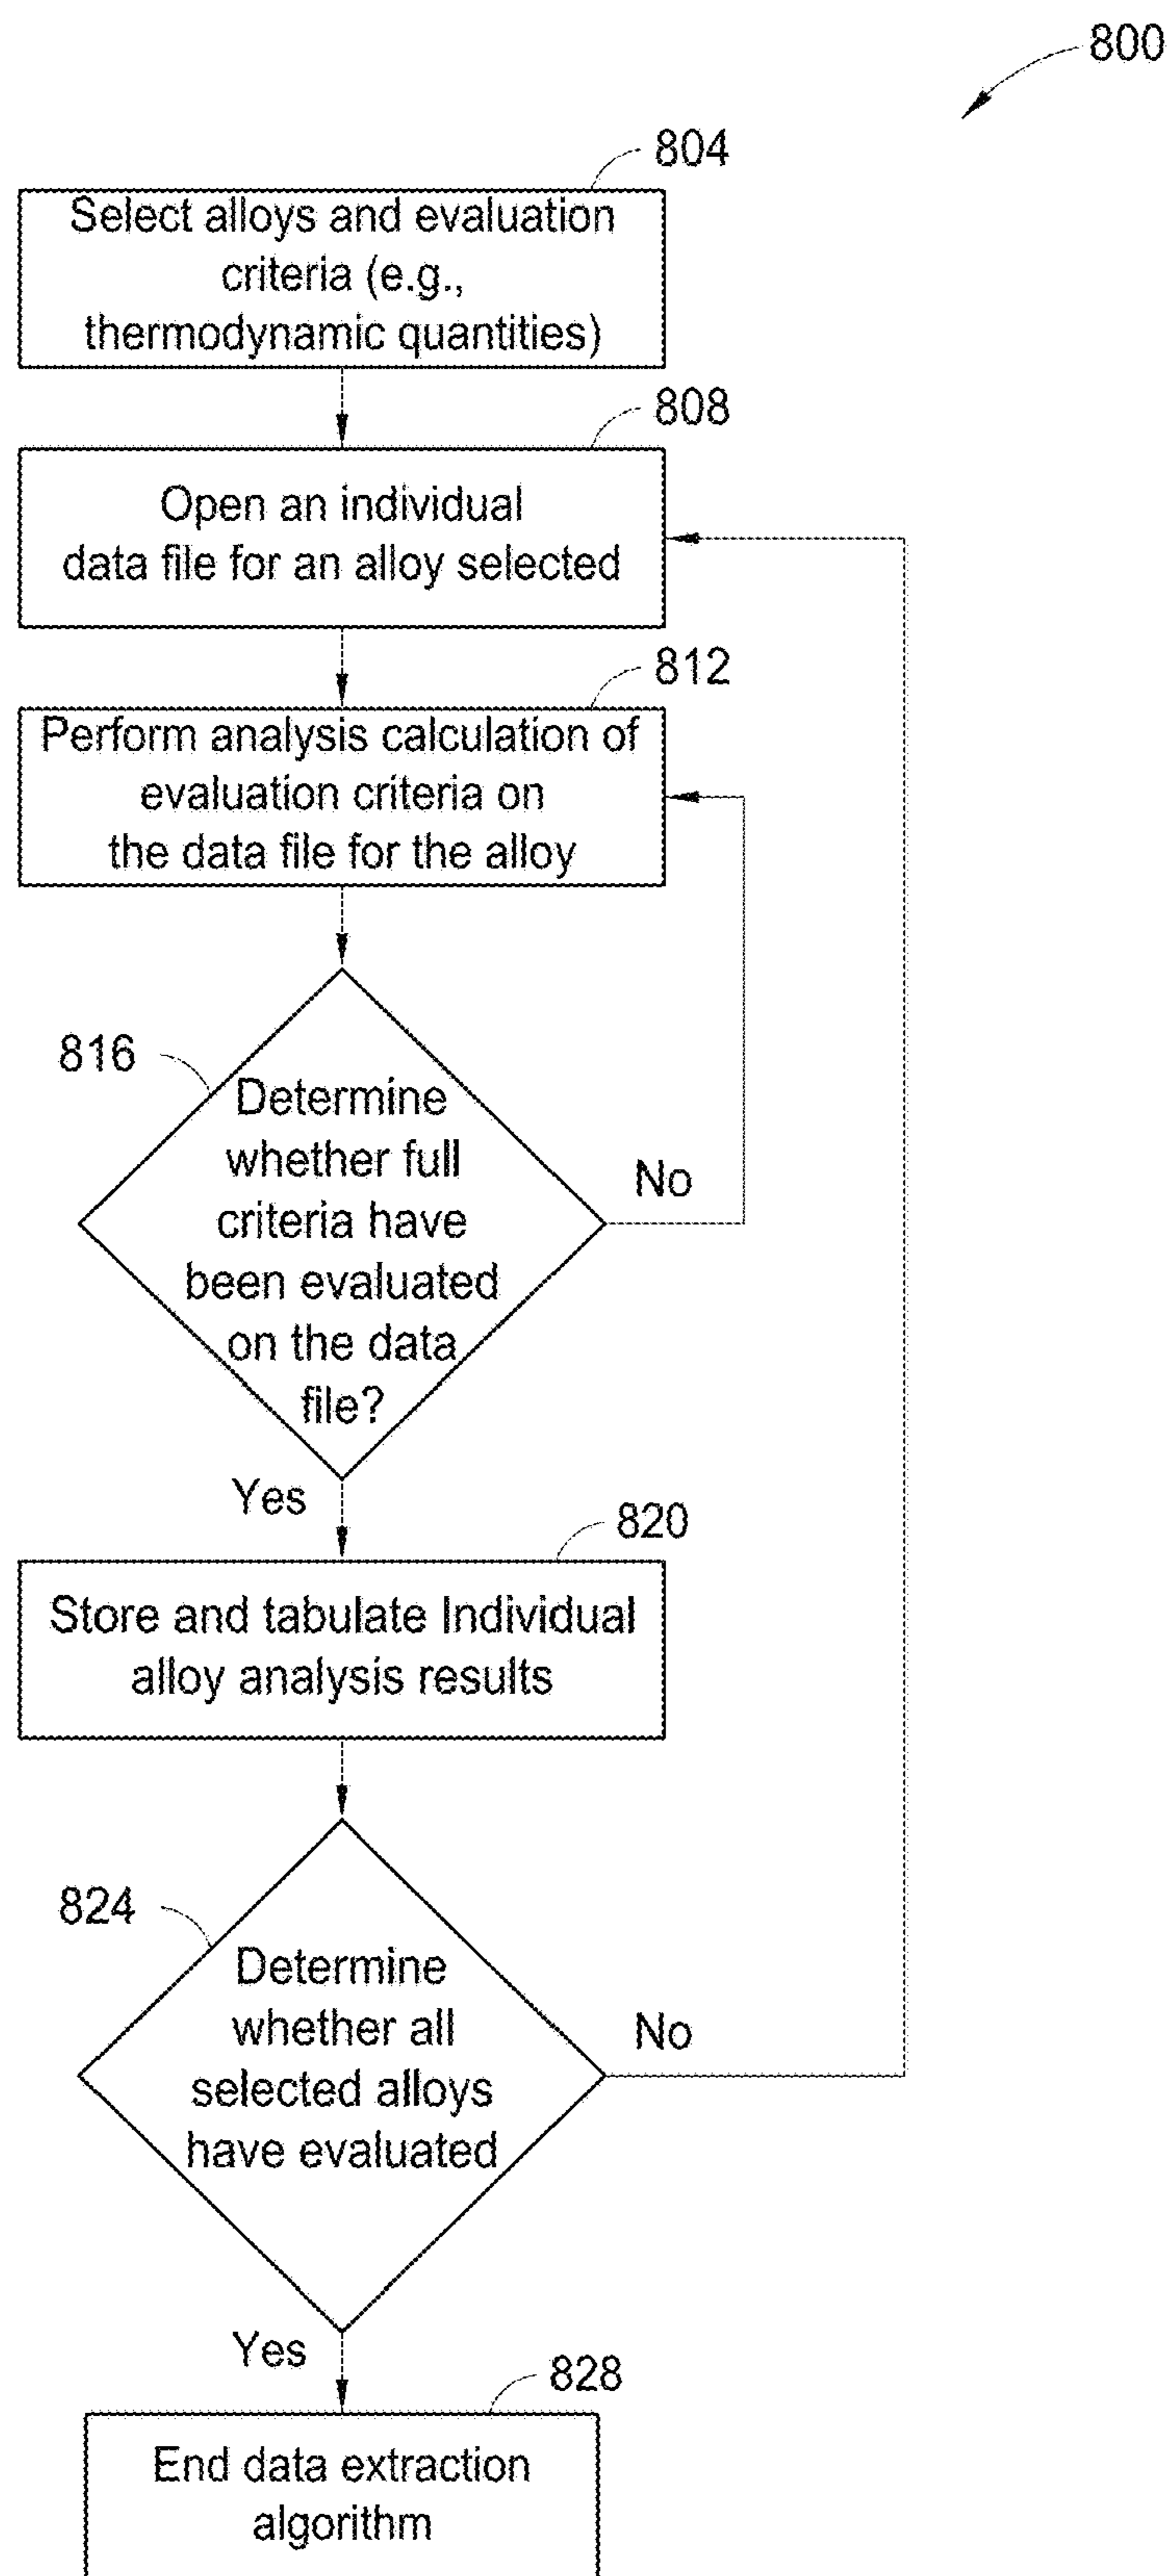 800
804
Select alloys and evaluation
criteria (e.g.,
thermodynamic quantities)
808
Open an individual
data file for an alloy selected
812
Perform analysis calculation of
evaluation criteria on
the data file for the alloy
816
Determine
whether full
criteria have
been evaluated
on the data
file?
No
Yes
820
Store and tabulate Individual
alloy analysis results
824
Determine
whether all
selected alloys
have evaluated
No
Yes
828
End data extraction
algorithm